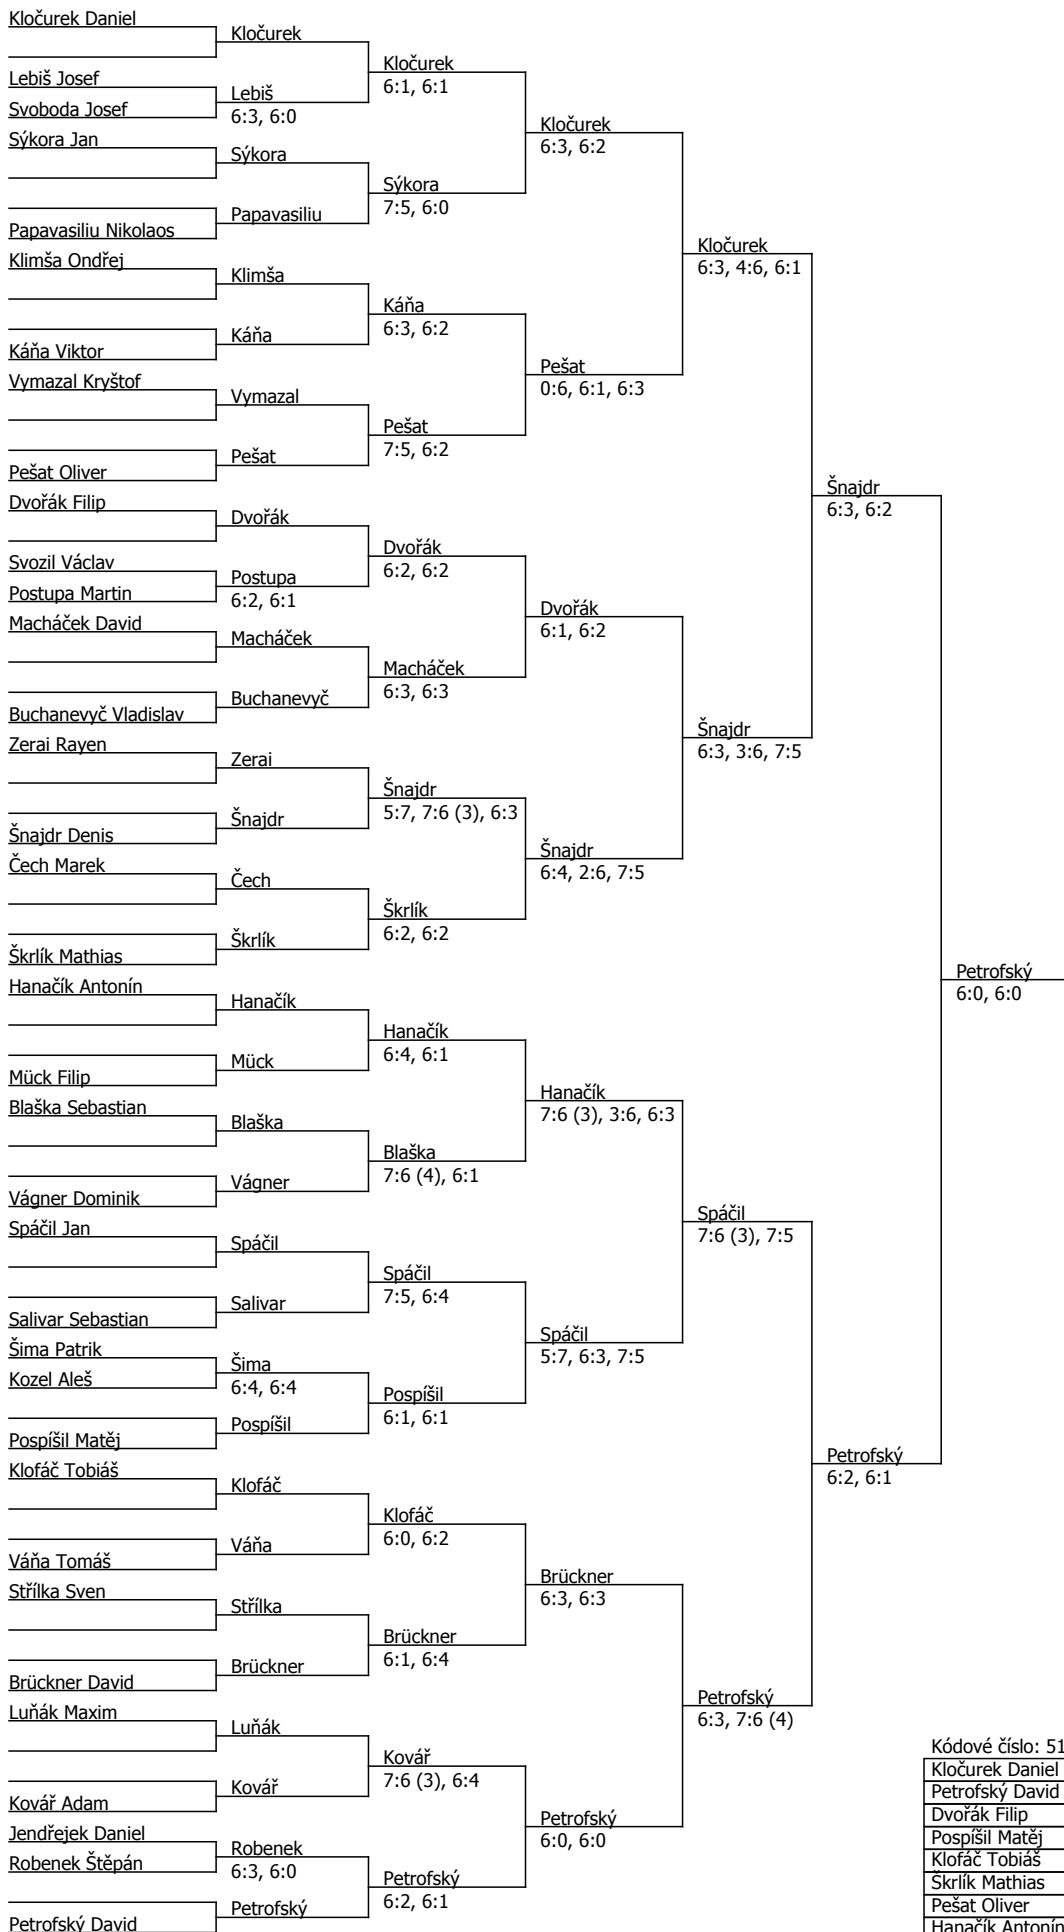 Kločurek Daniel
Lebiš Josef
Svoboda Josef
Sýkora Jan
Papavasiliu Nikolaos
Klimša Ondřej
Káňa Viktor
Vymazal Kryštof
Pešat Oliver
Dvořák Filip
Svozil Václav
Postupa Martin
Macháček David
Buchanevyč Vladislav
Zerai Rayen
Šnajdr Denis
Čech Marek
Škrlík Mathias
Hanačík Antonín
Mück Filip
Blaška Sebastian
Vágner Dominik
Spáčil Jan
Salivar Sebastian
Šima Patrik
Kozel Aleš
Pospíšil Matěj
Klofáč Tobiáš
Váňa Tomáš
Střílka Sven
Brückner David
Luňák Maxim
Kovář Adam
Jendřejek Daniel
Robenek Štěpán
Petrofský David
Kločurek
Lebiš
6:3, 6:0
Sýkora
Papavasiliu
Klimša
Káňa
Vymazal
Pešat
Dvořák
Postupa
6:2, 6:1
Macháček
Buchanevyč
Zerai
Šnajdr
Čech
Škrlík
Hanačík
Mück
Blaška
Vágner
Spáčil
Salivar
Šima
6:4, 6:4
Pospíšil
Klofáč
Váňa
Střílka
Brückner
Luňák
Kovář
Robenek
6:3, 6:0
Petrofský
Kločurek
6:1, 6:1
Sýkora
7:5, 6:0
Káňa
6:3, 6:2
Pešat
7:5, 6:2
Dvořák
6:2, 6:2
Macháček
6:3, 6:3
Šnajdr
5:7, 7:6 (3), 6:3
Škrlík
6:2, 6:2
Hanačík
6:4, 6:1
Blaška
7:6 (4), 6:1
Spáčil
7:5, 6:4
Pospíšil
6:1, 6:1
Klofáč
6:0, 6:2
Brückner
6:1, 6:4
Kovář
7:6 (3), 6:4
Petrofský
6:2, 6:1
Kločurek
6:3, 6:2
Pešat
0:6, 6:1, 6:3
Dvořák
6:1, 6:2
Šnajdr
6:4, 2:6, 7:5
Hanačík
7:6 (3), 3:6, 6:3
Spáčil
5:7, 6:3, 7:5
Brückner
6:3, 6:3
Petrofský
6:0, 6:0
Kločurek
6:3, 4:6, 6:1
Šnajdr
6:3, 3:6, 7:5
Spáčil
7:6 (3), 7:5
Petrofský
6:3, 7:6 (4)
Šnajdr
6:3, 6:2
Petrofský
6:2, 6:1
Petrofský
6:0, 6:0
Kódové číslo: 51
Kločurek Daniel
Petrofský David
Dvořák Filip
Pospíšil Matěj
Klofáč Tobiáš
Škrlík Mathias
Pešat Oliver
Hanačík Antonín